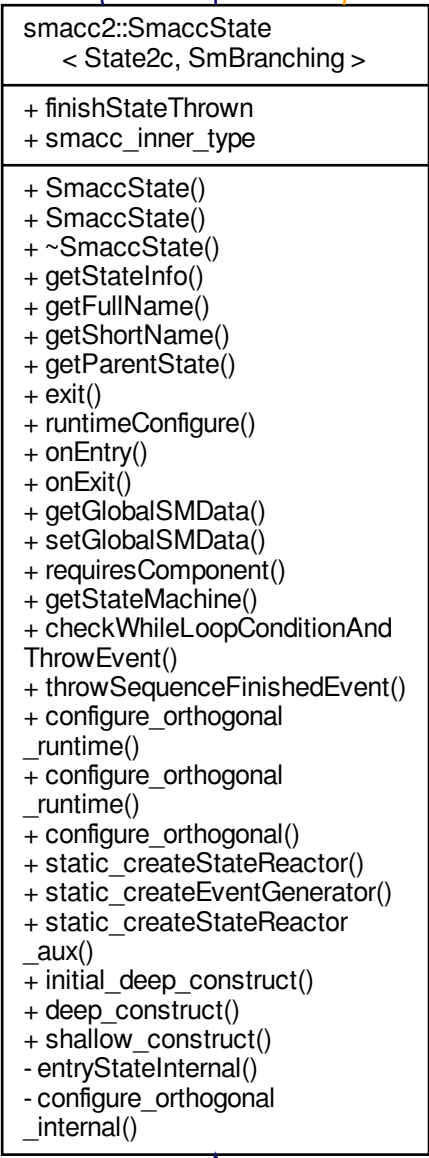 smacc2::SmaccState
< State2c, SmBranching >
+ finishStateThrown
+ smacc_inner_type
+ SmaccState()
+ SmaccState()
+ ~SmaccState()
+ getStateInfo()
+ getFullName()
+ getShortName()
+ getParentState()
+ exit()
+ runtimeConfigure()
+ onEntry()
+ onExit()
+ getGlobalSMData()
+ setGlobalSMData()
+ requiresComponent()
+ getStateMachine()
+ checkWhileLoopConditionAnd
ThrowEvent()
+ throwSequenceFinishedEvent()
+ configure_orthogonal
_runtime()
+ configure_orthogonal
_runtime()
+ configure_orthogonal()
+ static_createStateReactor()
+ static_createEventGenerator()
+ static_createStateReactor
_aux()
+ initial_deep_construct()
+ deep_construct()
+ shallow_construct()
- entryStateInternal()
- configure_orthogonal
_internal()